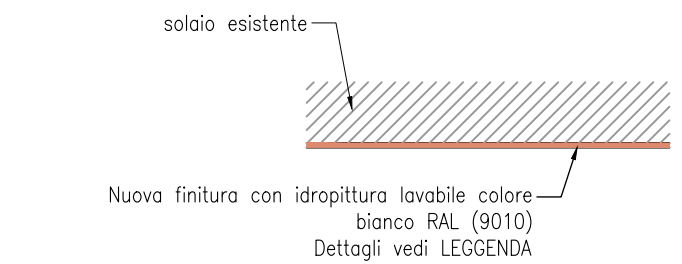 solaio esistente
Nuova finitura con idropittura lavabile colore
bianco RAL (9010)
Dettagli vedi LEGGENDA